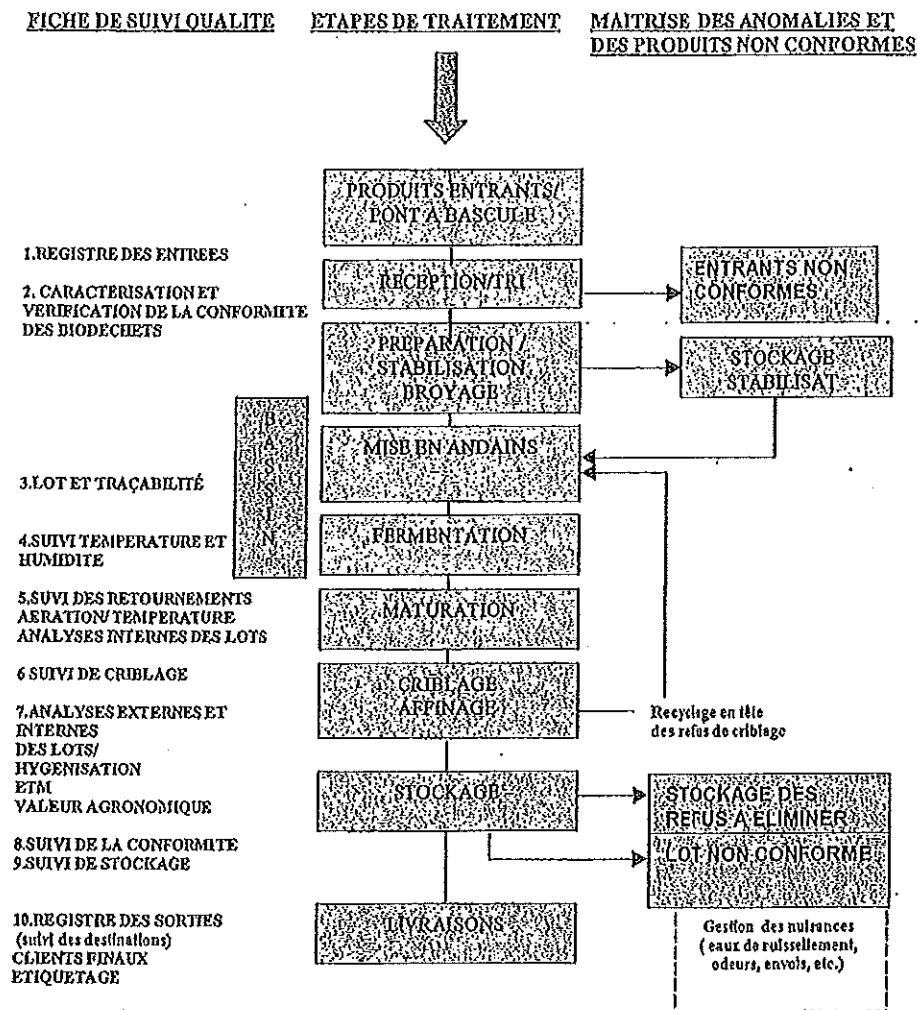 FICHE DE SUIVI QUALITE
ETAPES DE TRAITEMENT
MAITRISE DES ANOMALIES ET
DES PRODUITS NON CONFORMES
PRODUITS ENTRANTS/
PONT A BASCULE
1.REGISTRE DES ENTREES
RECEPTION/TRI
ENTRANTS NON
CONFORMES
2. CARACTERISATION ET
VERIFICATION DE LA CONFORMITE
DES BIODECHETS
PREPARATION /
STABILISATION
BROYAGE
STOCKAGE
STABILISAT
BASSIN
MISE EN ANDAINS
3.LOT ET TRAÇABILITÉ
4.SUIVI TEMPERATURE ET
HUMIDITE
FERMENTATION
5.SUIVI DES RETOURNEMENTS
AERATION/TEMPERATURE
ANALYSES INTERNES DES LOTS
MATURATION
6 SUIVI DE CRIBLAGE
CRIBLAGE
AFFINAGE
Recyclage en tête
des refus de criblage
7.ANALYSES EXTERNES ET
INTERNES
DES LOTS/
HYGENISATION
ETM
VALEUR AGRONOMIQUE
STOCKAGE
STOCKAGE DES
REFUS A ELIMINER
LOT NON CONFORME
8.SUIVI DE LA CONFORMITE
9.SUIVI DE STOCKAGE
10.REGISTRE DES SORTIES
(suivi des destinations)
CLIENTS FINAUX
ETIQUETAGE
LIVRAISONS
Gestion des nuisances
( eaux de ruissellement,
odeurs, envols, etc.)